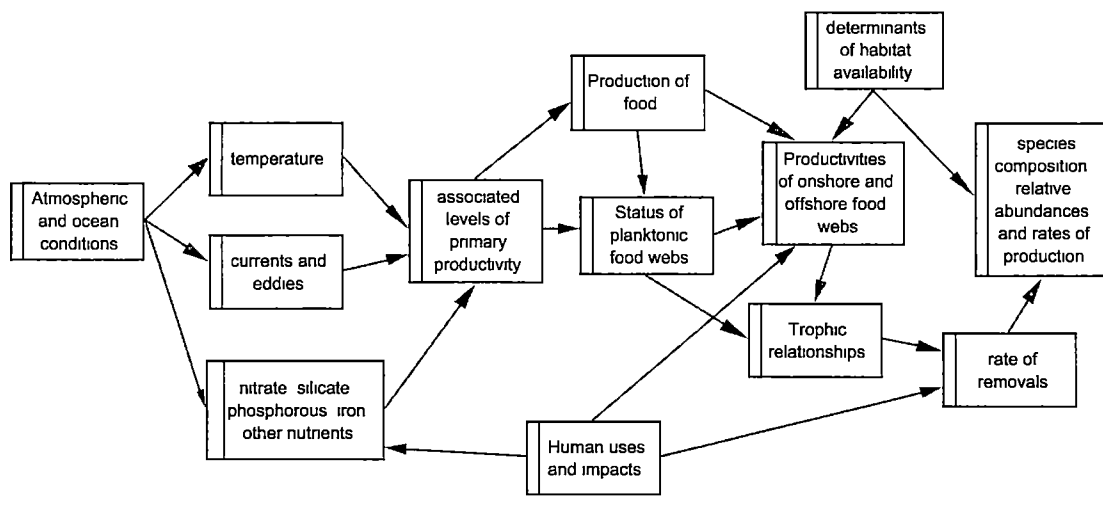 Atmospheric
and ocean
conditions
temperature
currents and
eddies
nitrate silicate
phosphorous iron
other nutrients
associated
levels of
primary
productivity
Production of
food
Status of
planktonic
food webs
Human uses
and impacts
determinants
of habitat
availability
Productivities
of onshore and
offshore food
webs
Trophic
relationships
rate of
removals
species
composition
relative
abundances
and rates of
production